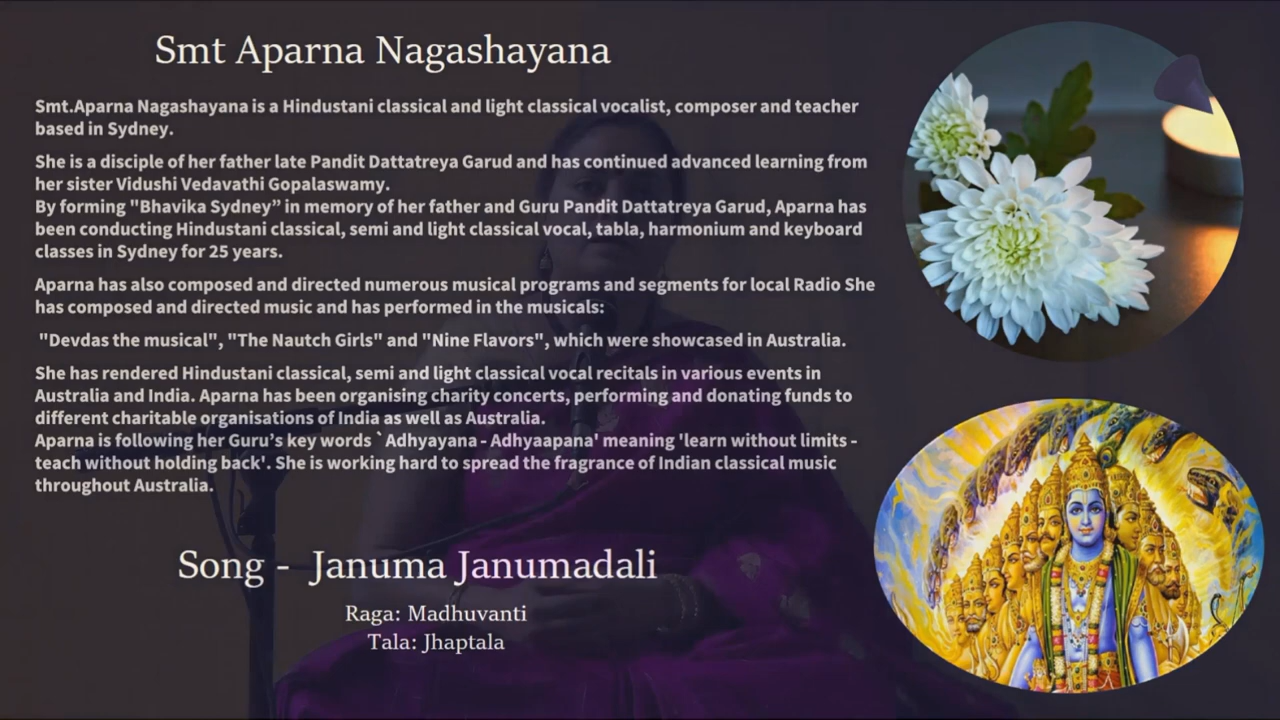 Smt Aparna Nagashayana
Smt.Aparna Nagashayana is a Hindustani classical and light classical vocalist, composer and teacher
based in Sydney.
She is a disciple of her father late Pandit Dattatreya Garud and has continued advanced learning from
her sister Vidushi Vedavathi Gopalaswamy.
By forming "Bhavika Sydney” in memory of her father and Guru Pandit Dattatreya Garud, Aparna has
been conducting Hindustani classical, semi and light classical vocal, tabla, harmonium and keyboard
classes in Sydney for 25 years.
Aparna has also composed and directed numerous musical programs and segments for local Radio She
has composed and directed music and has performed in the musicals:
"Devdas the musical", "The Nautch Girls" and "Nine Flavors", which were showcased in Australia.
She has rendered Hindustani classical, semi and light classical vocal recitals in various events in
Australia and India. Aparna has been organising charity concerts, performing and donating funds to
different charitable organisations of India as well as Australia.
Aparna is following her Guru’s key words `Adhyayana - Adhyaapana' meaning 'learn without limits -
teach without holding back'. She is working hard to spread the fragrance of Indian classical music
throughout Australia.
Song - Januma Janumadali
Raga: Madhuvanti
Tala: Jhaptala